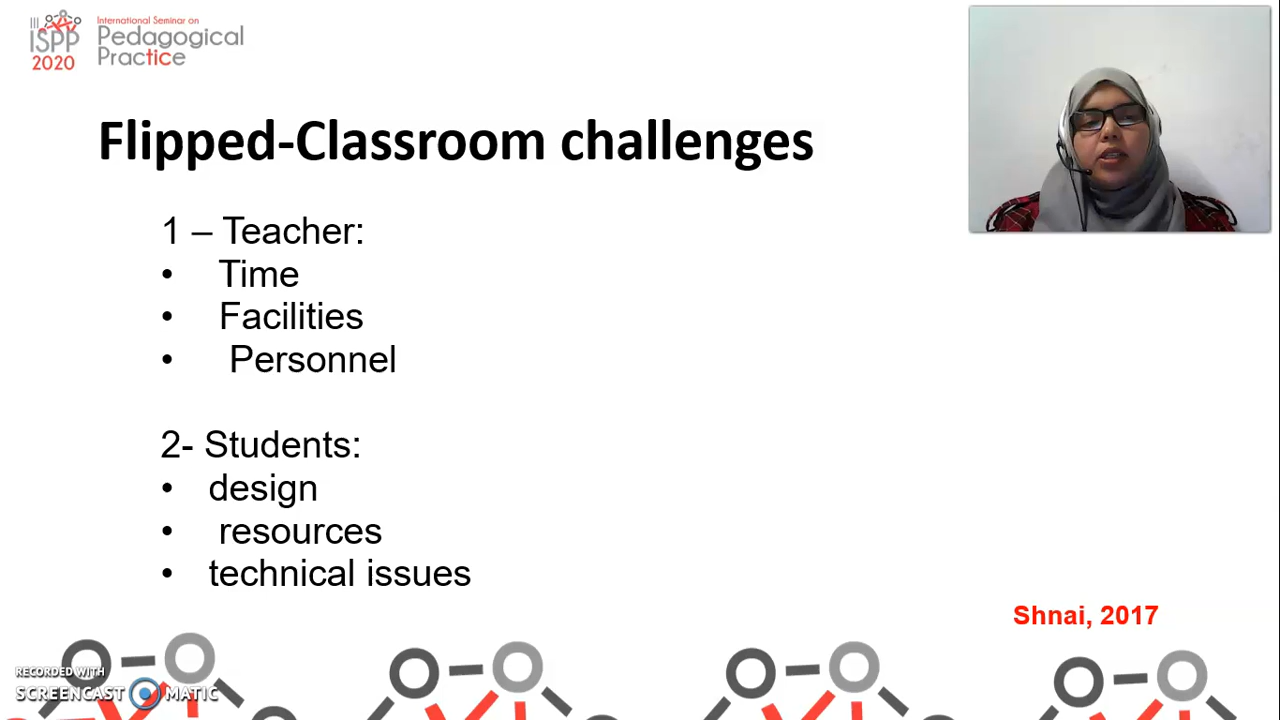 III
ISPP
2020
International Seminar on
Pedagogical
Practice
Flipped-Classroom challenges
1 – Teacher:
• Time
• Facilities
• Personnel
2- Students:
• design
• resources
• technical issues
Shnai, 2017
RECORDED WITH
SCREENCAST MATIC